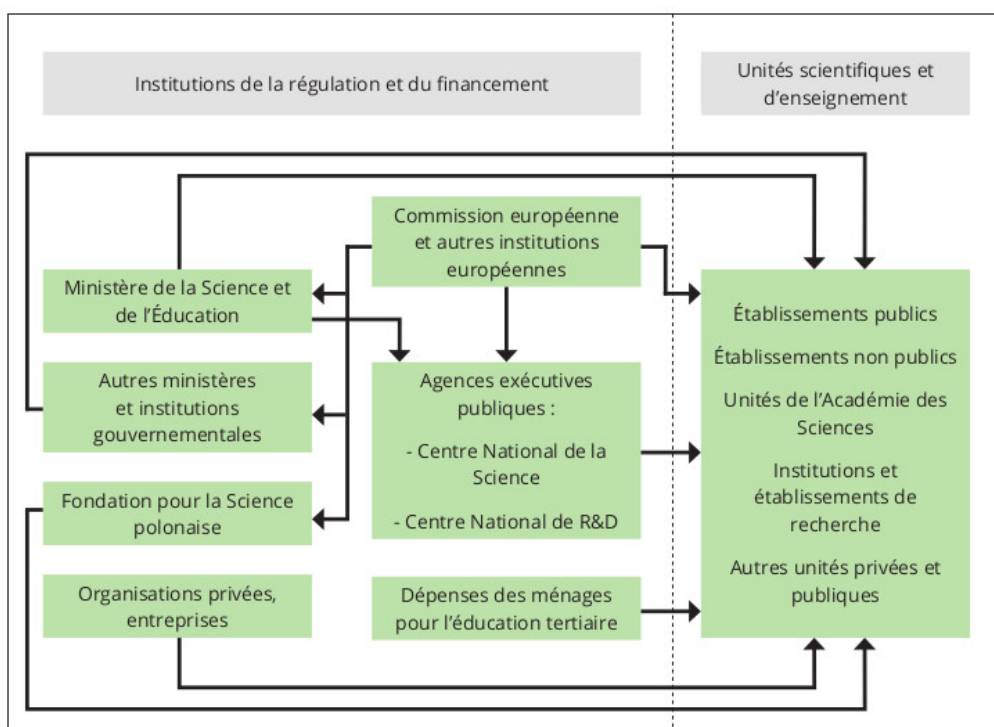 Institutions de la régulation et du financement
Unités scientifiques et
d’enseignement
Commission européenne
et autres institutions
européennes
Ministère de la Science et
de l’Éducation
Autres ministères
et institutions
gouvernementales
Fondation pour la Science
polonaise
Organisations privées,
entreprises
Agences exécutives
publiques :
- Centre National de la
Science
- Centre National de R&D
Dépenses des ménages
pour l’éducation tertiaire
Établissements publics
Établissements non publics
Unités de l’Académie des
Sciences
Institutions et
établissements de
recherche
Autres unités privées et
publiques